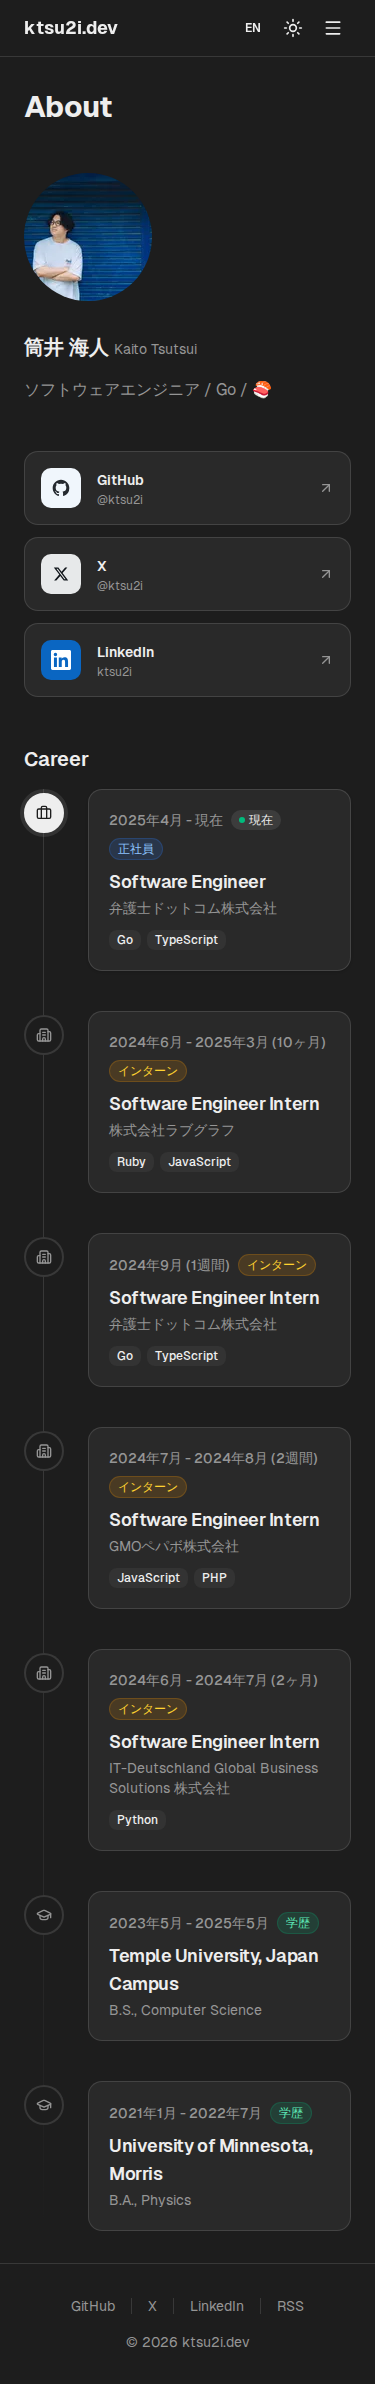 ktsu2i.dev
EN
About
筒井 海人 Kaito Tsutsui
ソフトウェアエンジニア / Go / 🍣
GitHub
@ktsu2i
X
@ktsu2i
LinkedIn
ktsu2i
Career
2025年4月 - 現在 現在
正社員
Software Engineer
弁護士ドットコム株式会社
Go TypeScript
2024年6月 - 2025年3月 (10ヶ月)
インターン
Software Engineer Intern
株式会社ラブグラフ
Ruby JavaScript
2024年9月 (1週間) インターン
Software Engineer Intern
弁護士ドットコム株式会社
Go TypeScript
2024年7月 - 2024年8月 (2週間)
インターン
Software Engineer Intern
GMOペパボ株式会社
JavaScript PHP
2024年6月 - 2024年7月 (2ヶ月)
インターン
Software Engineer Intern
IT-Deutschland Global Business
Solutions 株式会社
Python
2023年5月 - 2025年5月 学歴
Temple University, Japan
Campus
B.S., Computer Science
2021年1月 - 2022年7月 学歴
University of Minnesota,
Morris
B.A., Physics
GitHub X LinkedIn RSS
© 2026 ktsu2i.dev